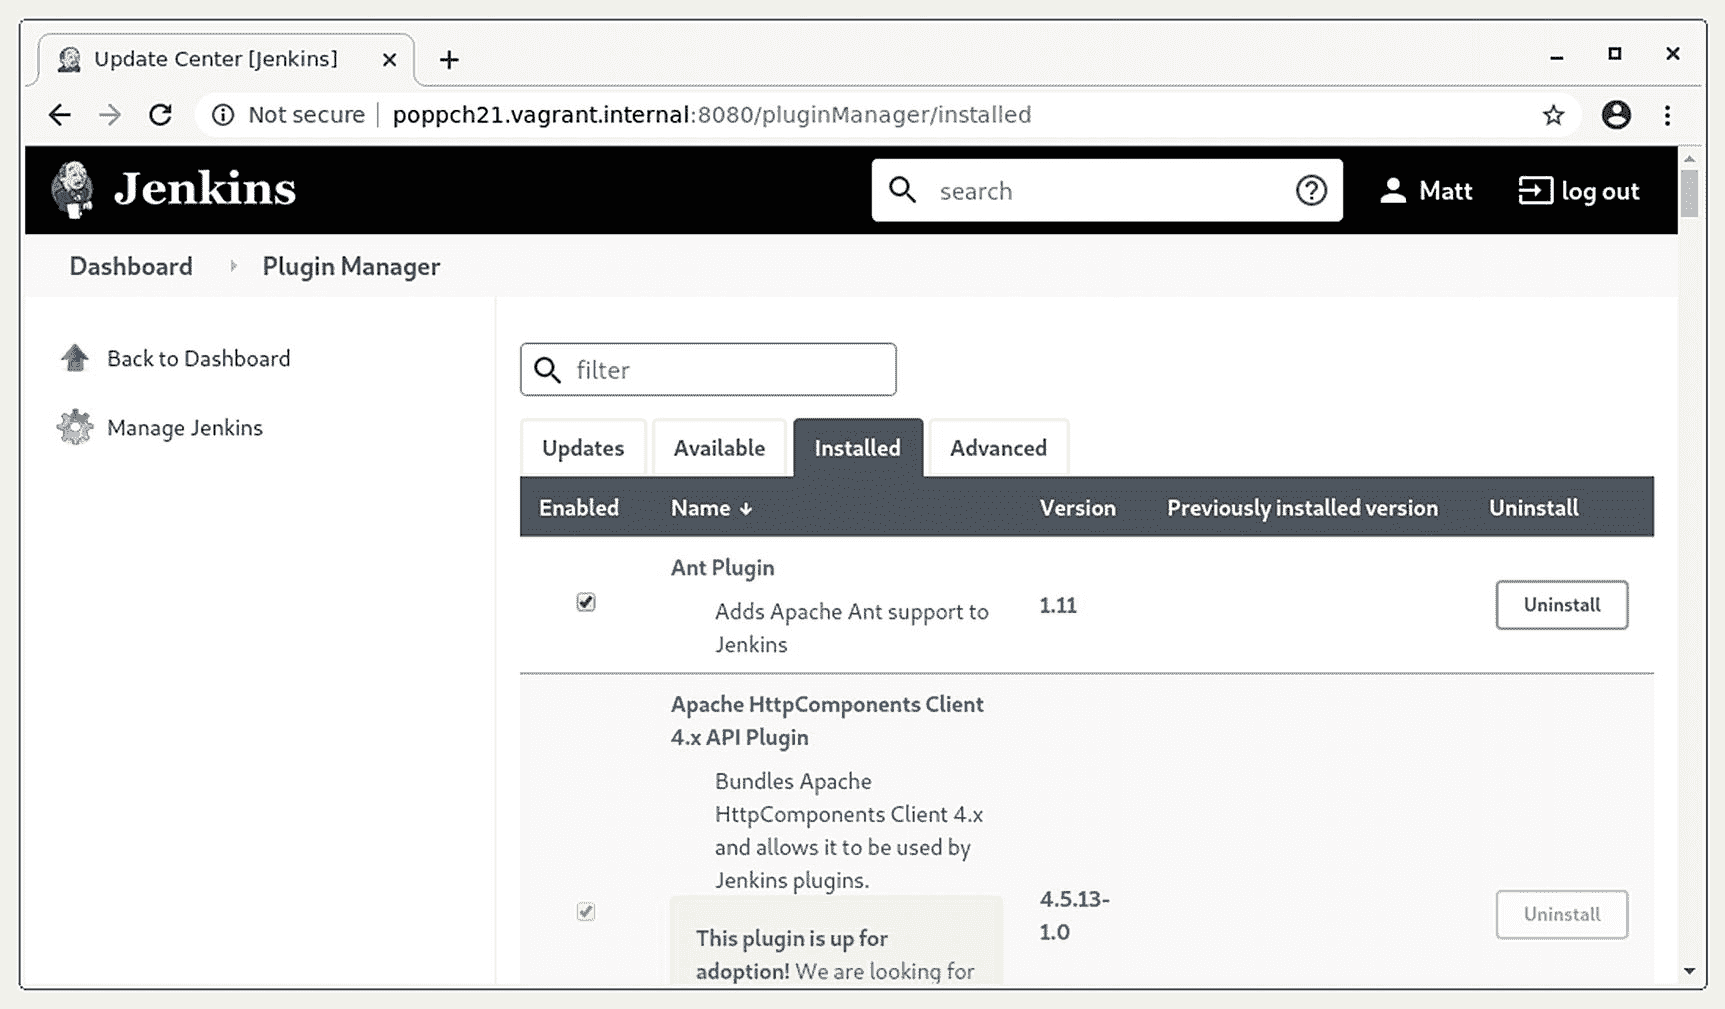 Update Center [Jenkins]
Not secure poppch21.vagrant.internal:8080/pluginManager/installed
Jenkins
search
Matt
log out
Dashboard
Plugin Manager
Back to Dashboard
Manage Jenkins
filter
Updates Available Installed Advanced
Enabled Name ↓ Version Previously installed version Uninstall
Ant Plugin
Adds Apache Ant support to
Jenkins
1.11
Uninstall
Apache HttpComponents Client
4.x API Plugin
Bundles Apache
HttpComponents Client 4.x
and allows it to be used by
Jenkins plugins.
This plugin is up for
adoption! We are looking for
4.5.13-
1.0
Uninstall